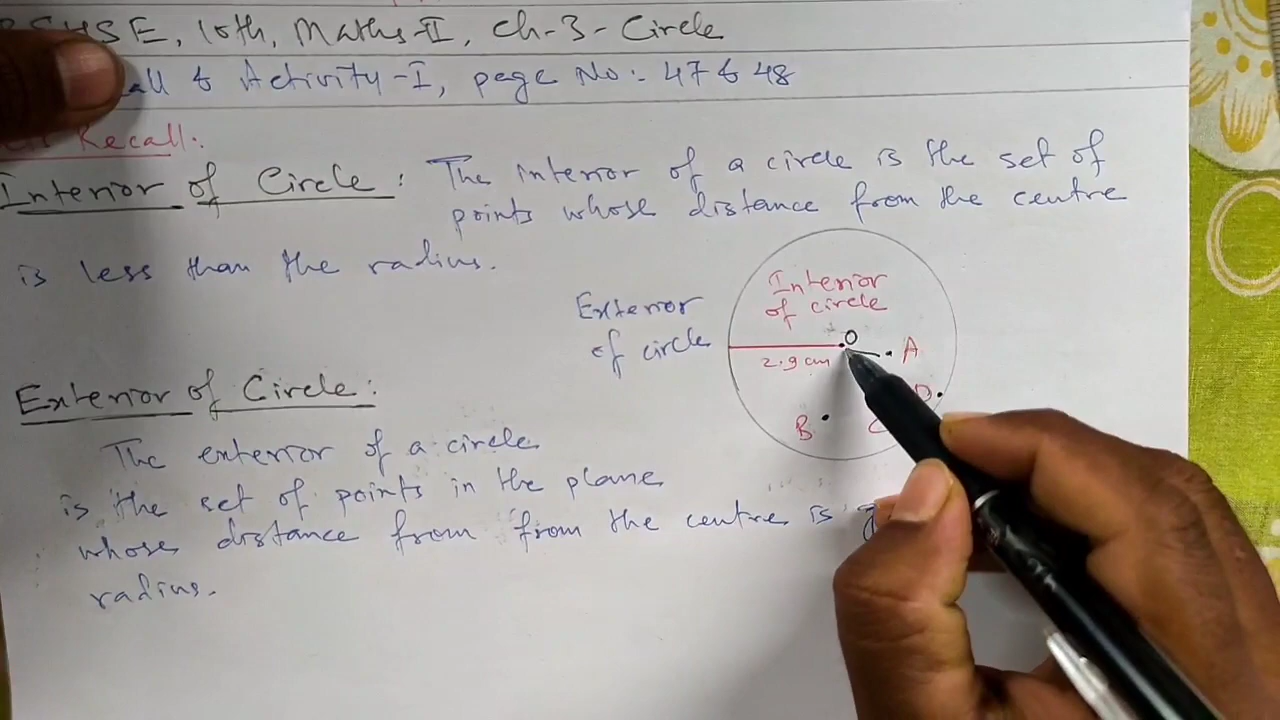 SHSE, 10th, Maths-II, Ch-3- Circle
all & Activity-I, page No:- 47 & 48
Recall.
Interior of Circle: The interior of a circle is the set of
points whose distance from the centre
is less than the radius.
Interior
of circle
Exterior
of circle
O
2.9 cm
A
B
C
D
Exterior of Circle:
The exterior of a circle
is the set of points in the plane
whose distance from from the centre is
radius.